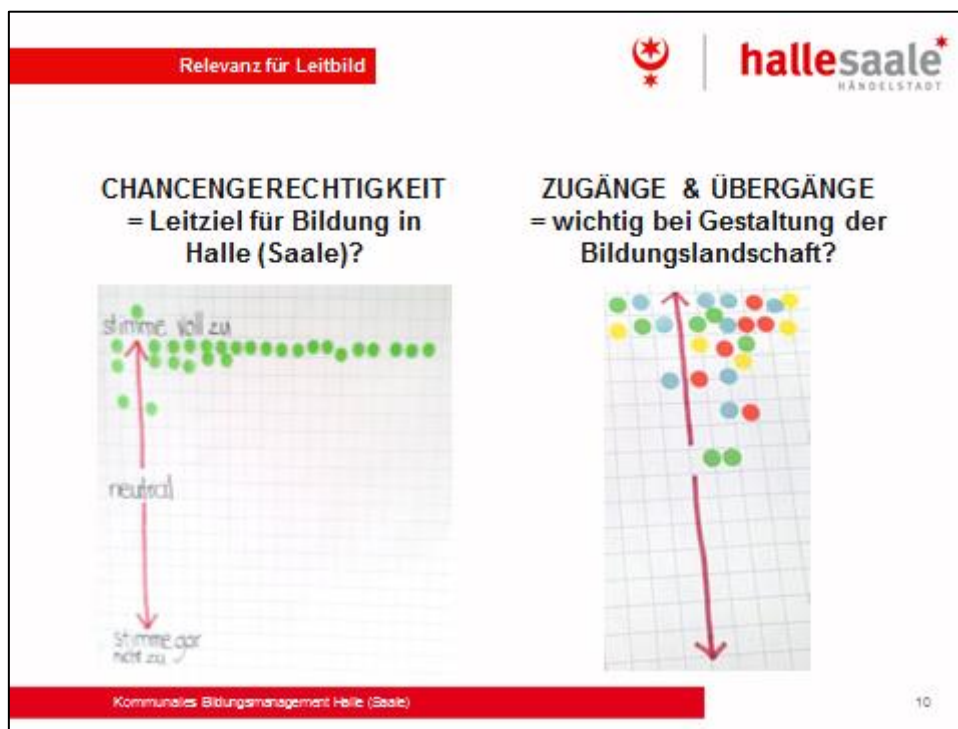 Relevanz für Leitbild
hallesaale*
HÄNDELSTADT
CHANCENGERECHTIGKEIT
= Leitziel für Bildung in
Halle (Saale)?
ZUGÄNGE & ÜBERGÄNGE
= wichtig bei Gestaltung der
Bildungslandschaft?
stimme voll zu
neutral
stimme gar
nicht zu
Kommunales Bildungsmanagement Halle (Saale)
10